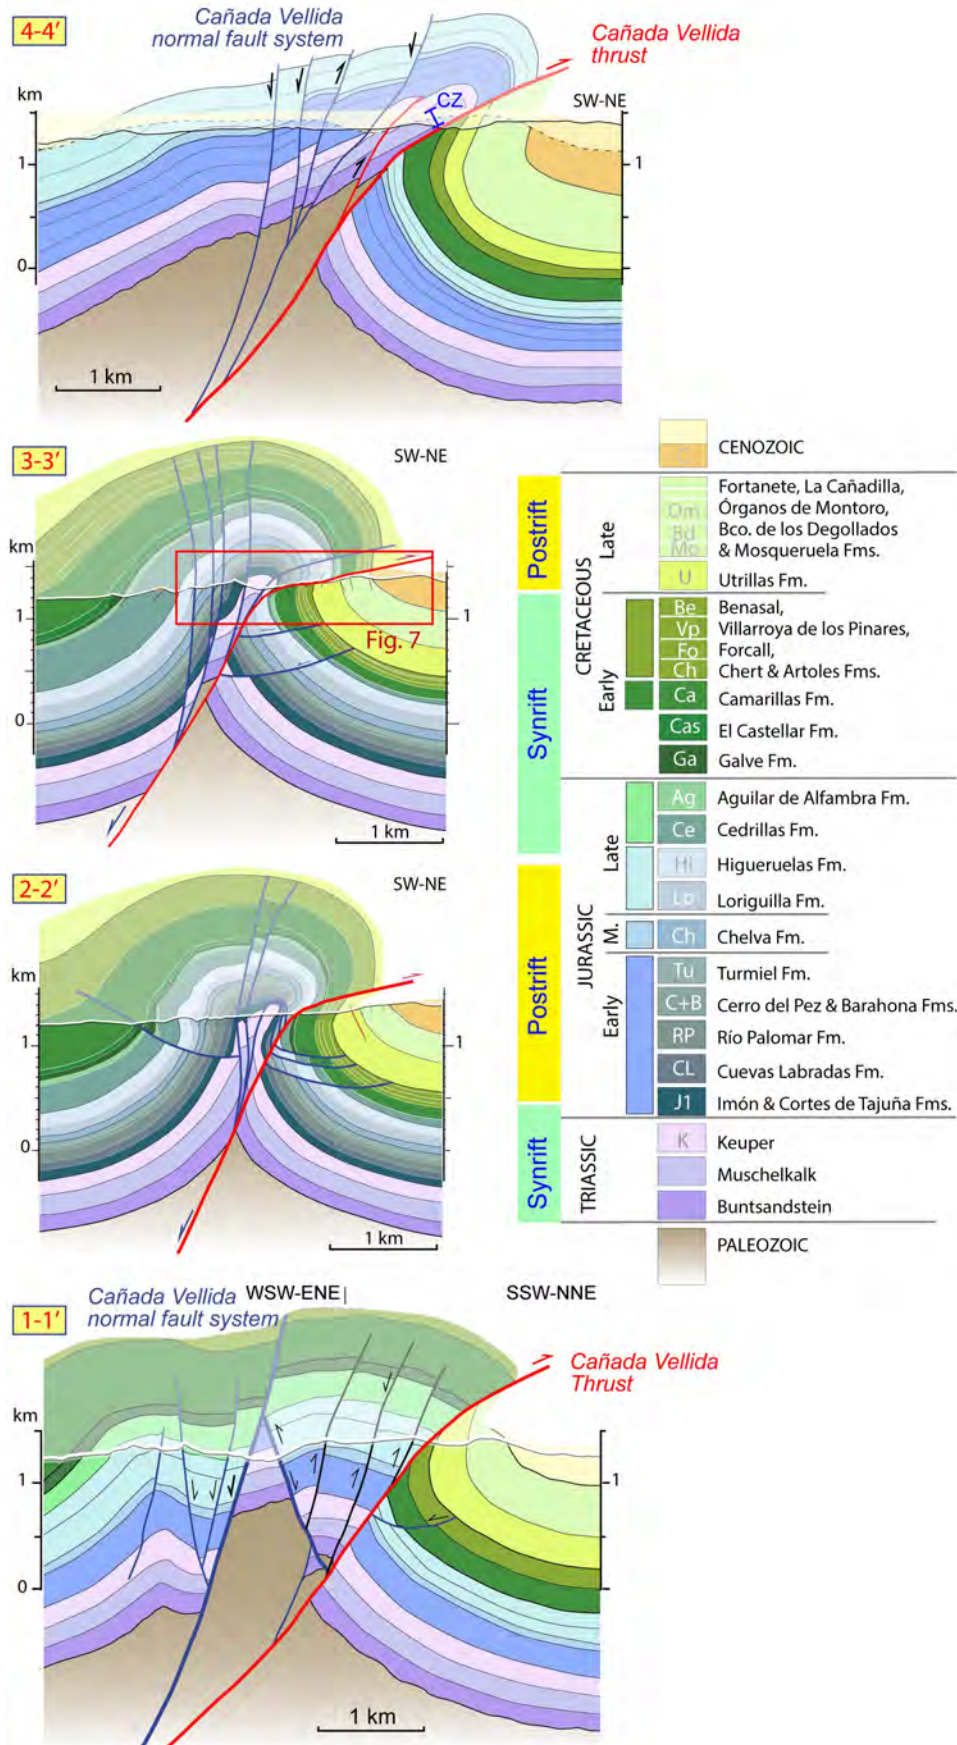 4-4'
Cañada Vellida
normal fault system
Cañada Vellida
thrust
km
CZ
SW-NE
1
1
0
0
1 km
3-3'
SW-NE
km
1
1
Fig. 7
0
0
1 km
2-2'
SW-NE
km
1
1
0
0
1 km
CENOZOIC
Postrift
Late
Fortanete, La Cañadilla,
Om
Órganos de Montoro,
Bd
Bco. de los Degollados
Mo
& Mosqueruela Fms.
U
Utrillas Fm.
CRETACEOUS
Synrift
Early
Be
Benasal,
Vp
Villarroya de los Pinares,
Fo
Forcall,
Ch
Chert & Artoles Fms.
Ca
Camarillas Fm.
Cas
El Castellar Fm.
Ga
Galve Fm.
JURASSIC
Late
Ag
Aguilar de Alfambra Fm.
Ce
Cedrillas Fm.
Hi
Higueruelas Fm.
Lo
Loriguilla Fm.
Postrift
M.
Ch
Chelva Fm.
Early
Tu
Turmiel Fm.
C+B
Cerro del Pez & Barahona Fms.
RP
Río Palomar Fm.
CL
Cuevas Labradas Fm.
J1
Imón & Cortes de Tajuña Fms.
Synrift
TRIASSIC
K
Keuper
Muschelkalk
Buntsandstein
PALEOZOIC
1-1'
Cañada Vellida
normal fault system
WSW-ENE
SSW-NNE
Cañada Vellida
Thrust
km
1
1
0
0
1 km